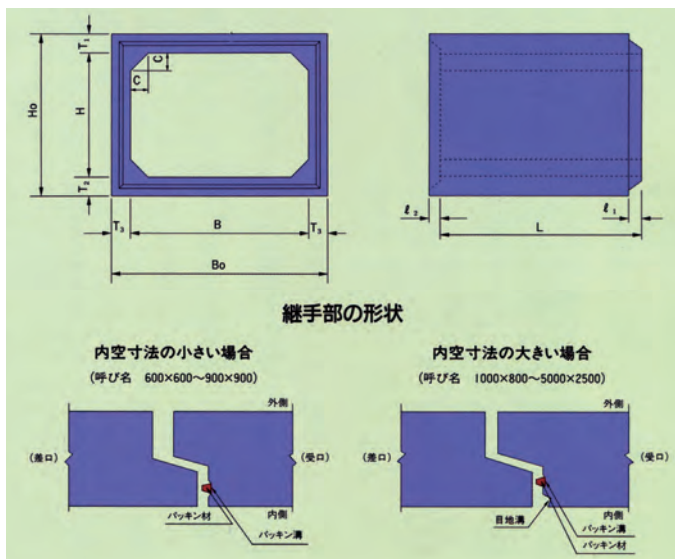 T₁
C
C
Ho
H
T₂
T₃
B
T₃
Bo
ℓ₂
ℓ₁
L
継手部の形状
内空寸法の小さい場合
(呼び名 600×600〜900×900)
外側
(差口)
(受口)
内側
パッキン材
パッキン溝
内空寸法の大きい場合
(呼び名 1000×800〜5000×2500)
外側
(差口)
(受口)
内側
目地溝
パッキン溝
パッキン材